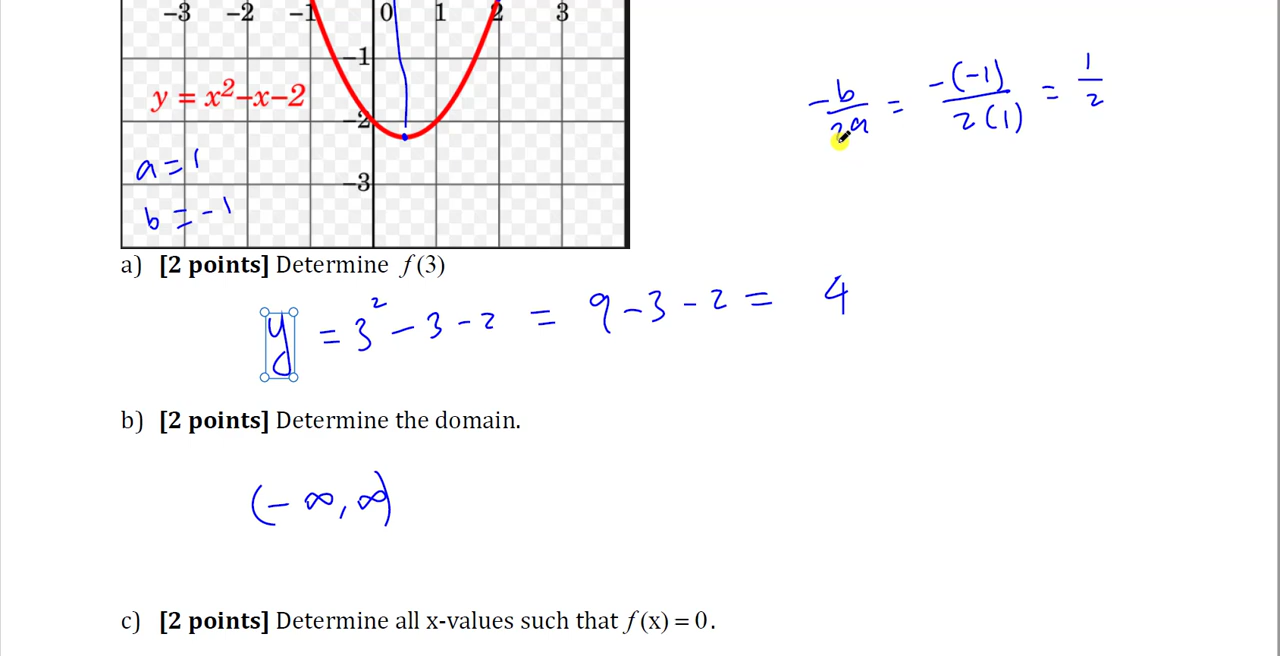 -3 -2 -1 0 1 2 3
-1
y = x²−x−2
-b/2a = -(-1)/2(1) = 1/2
-2
a = 1
-3
b = -1
a) [2 points] Determine f(3)
y = 3² - 3 - 2 = 9 - 3 - 2 = 4
b) [2 points] Determine the domain.
(-∞, ∞)
c) [2 points] Determine all x-values such that f(x) = 0.